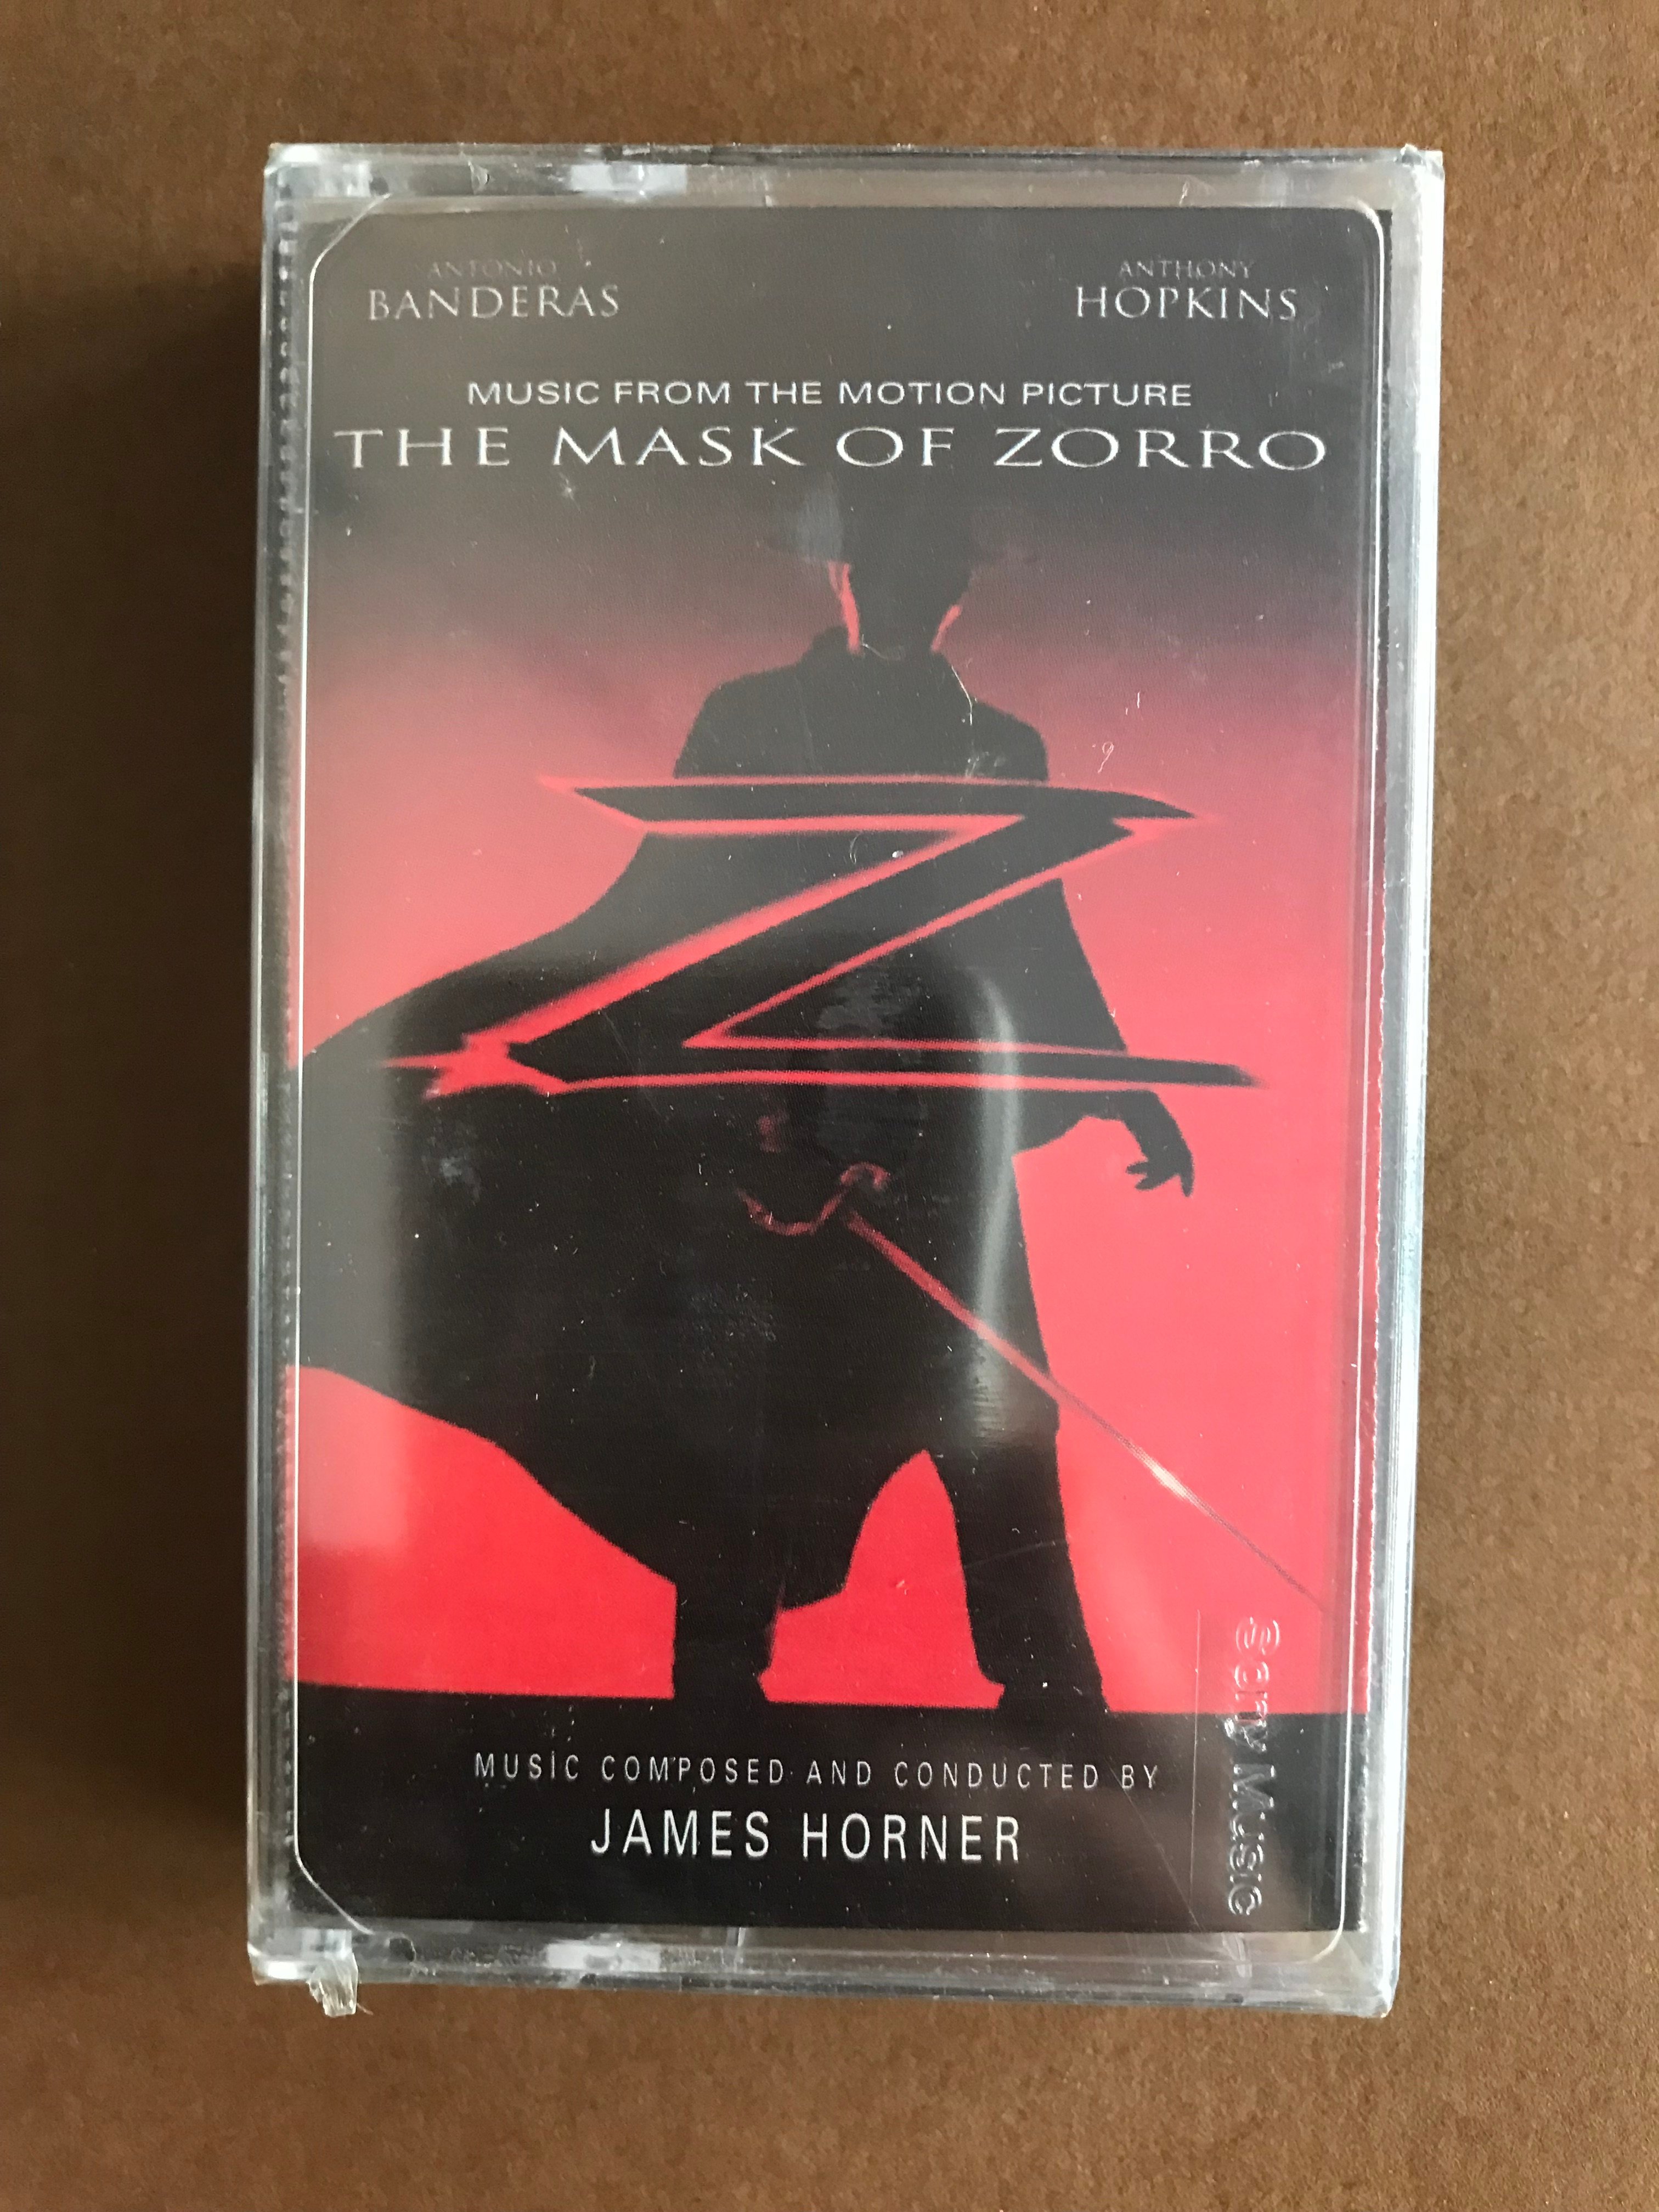 ANTONIO
BANDERAS
ANTHONY
HOPKINS
MUSIC FROM THE MOTION PICTURE
THE MASK OF ZORRO
Z
Sony Music
MUSIC COMPOSED AND CONDUCTED BY
JAMES HORNER